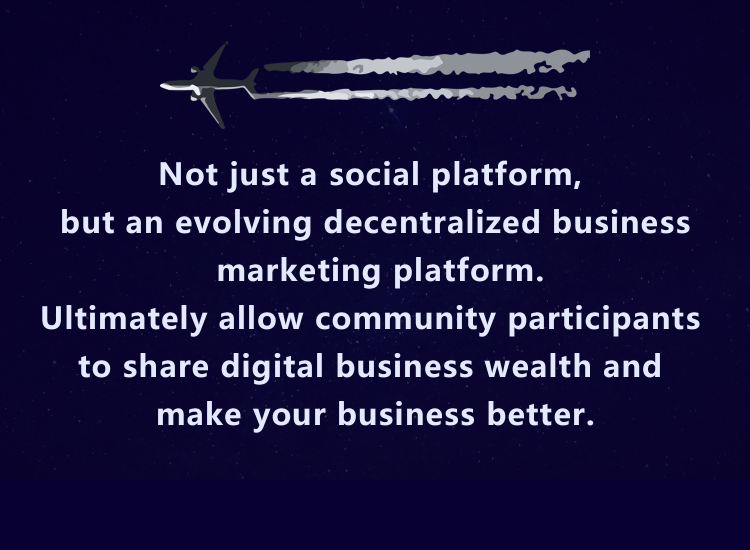 Not just a social platform,
but an evolving decentralized business
marketing platform.
Ultimately allow community participants
to share digital business wealth and
make your business better.